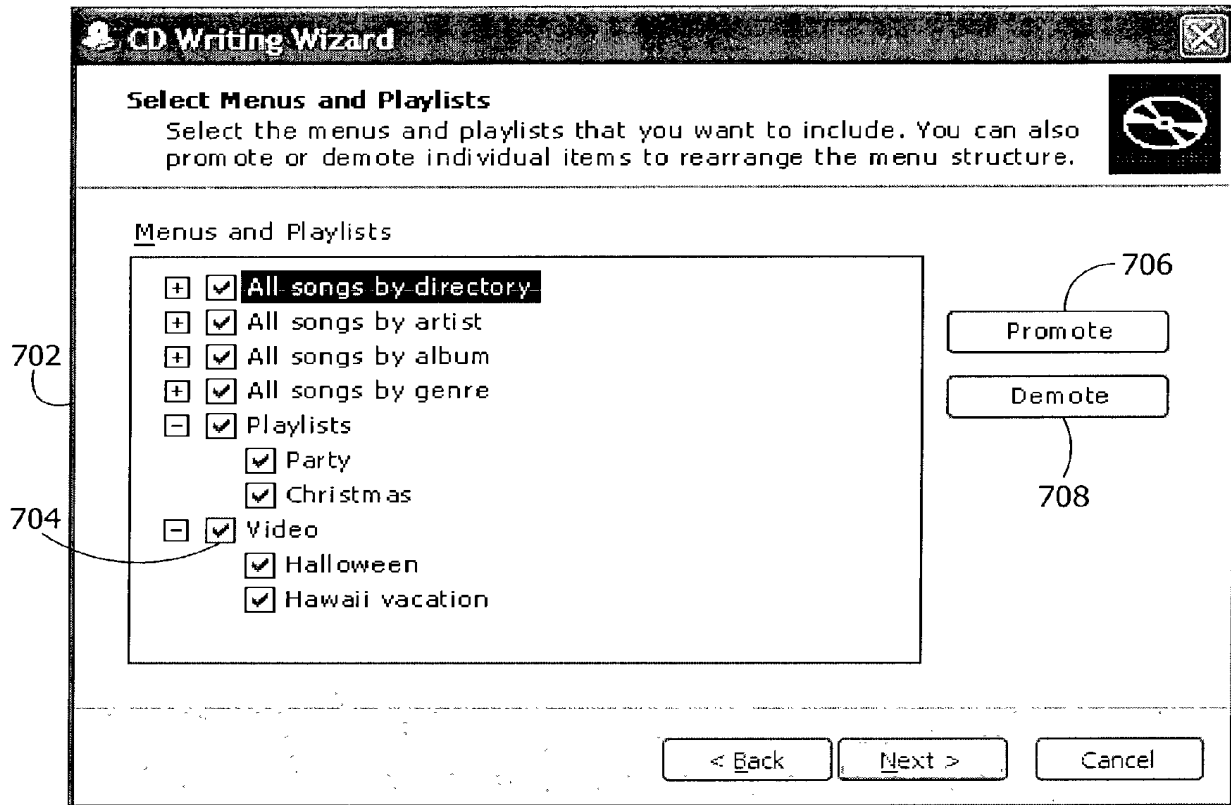 CD Writing Wizard
Select Menus and Playlists
Select the menus and playlists that you want to include. You can also
promote or demote individual items to rearrange the menu structure.
Menus and Playlists
All songs by directory
All songs by artist
All songs by album
All songs by genre
Playlists
Party
Christmas
Video
Halloween
Hawaii vacation
702
704
706
Promote
Demote
708
< Back
Next >
Cancel